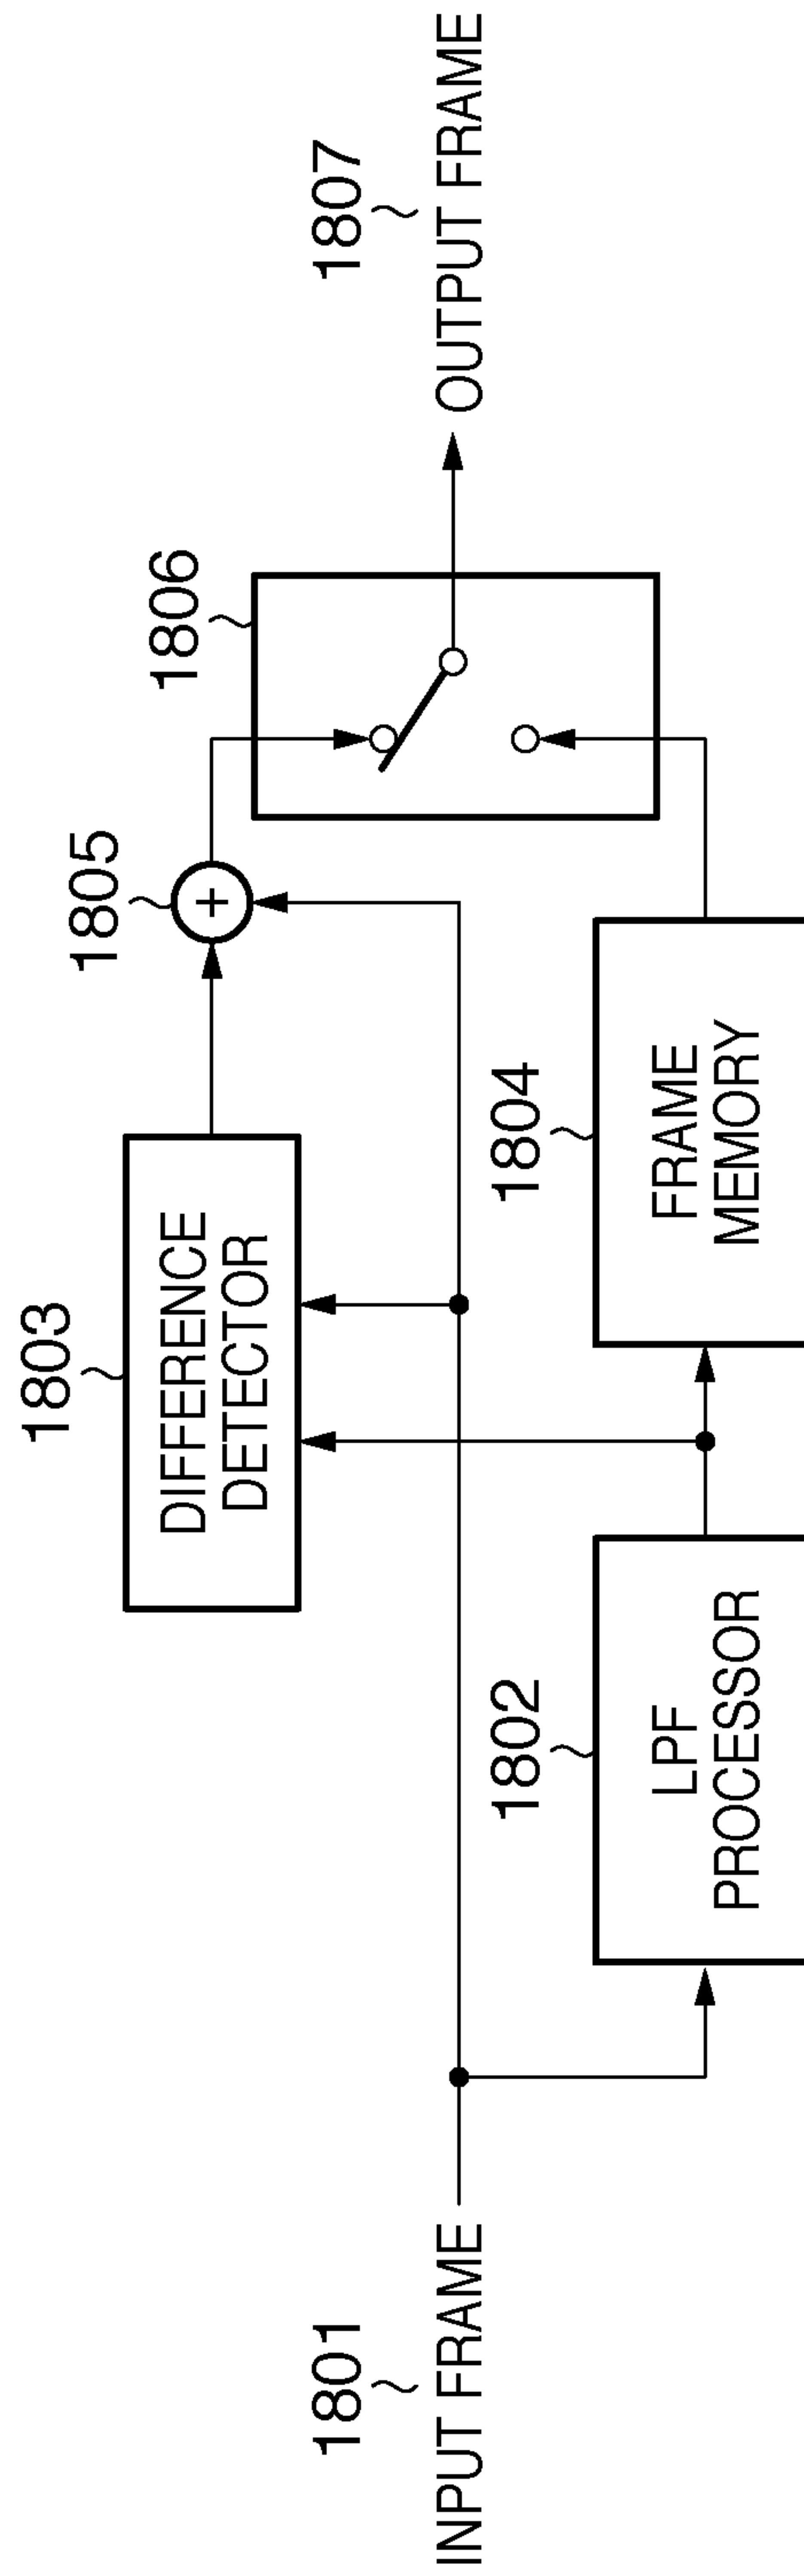 1801
INPUT FRAME
1802
LPF
PROCESSOR
1803
DIFFERENCE
DETECTOR
1804
FRAME
MEMORY
1805
+
1806
1807
OUTPUT FRAME